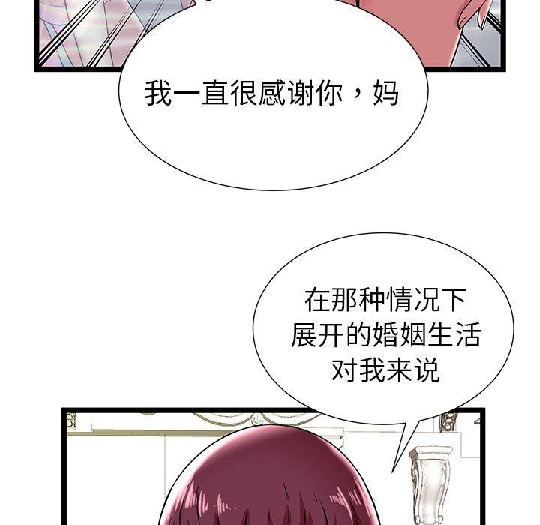 我一直很感谢你，妈
在那种情况下
展开的婚姻生活
对我来说